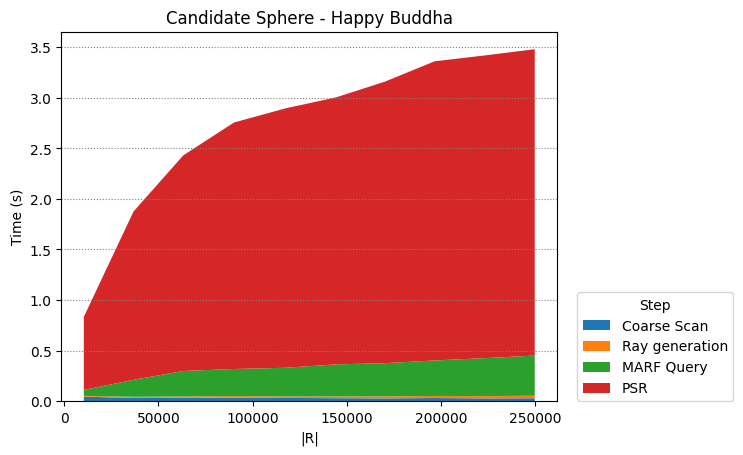 Candidate Sphere - Happy Buddha
3.5
3.0
2.5
2.0
1.5
1.0
0.5
0.0
Time (s)
0 50000 100000 150000 200000 250000
|R|
Step
Coarse Scan
Ray generation
MARF Query
PSR